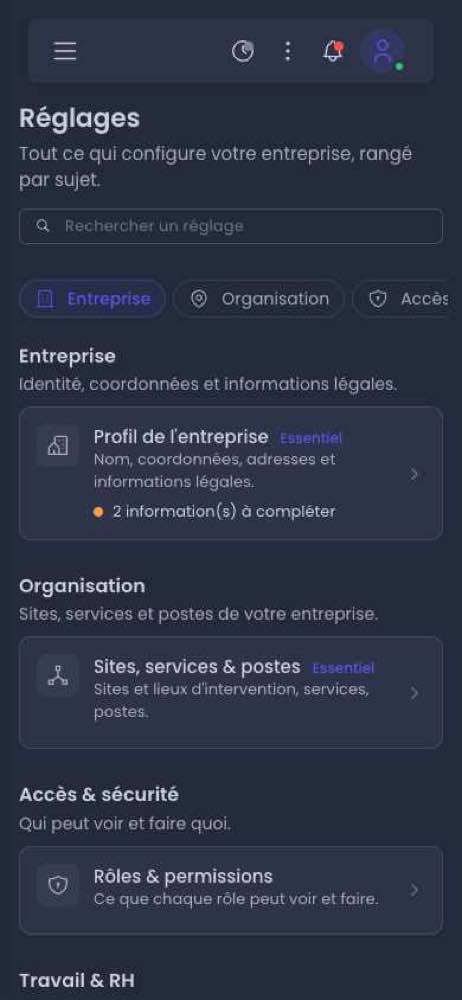 Réglages
Tout ce qui configure votre entreprise, rangé
par sujet.
Rechercher un réglage
Entreprise
Organisation
Accès
Entreprise
Identité, coordonnées et informations légales.
Profil de l'entreprise Essentiel
Nom, coordonnées, adresses et
informations légales.
2 information(s) à compléter
Organisation
Sites, services et postes de votre entreprise.
Sites, services & postes Essentiel
Sites et lieux d'intervention, services,
postes.
Accès & sécurité
Qui peut voir et faire quoi.
Rôles & permissions
Ce que chaque rôle peut voir et faire.
Travail & RH